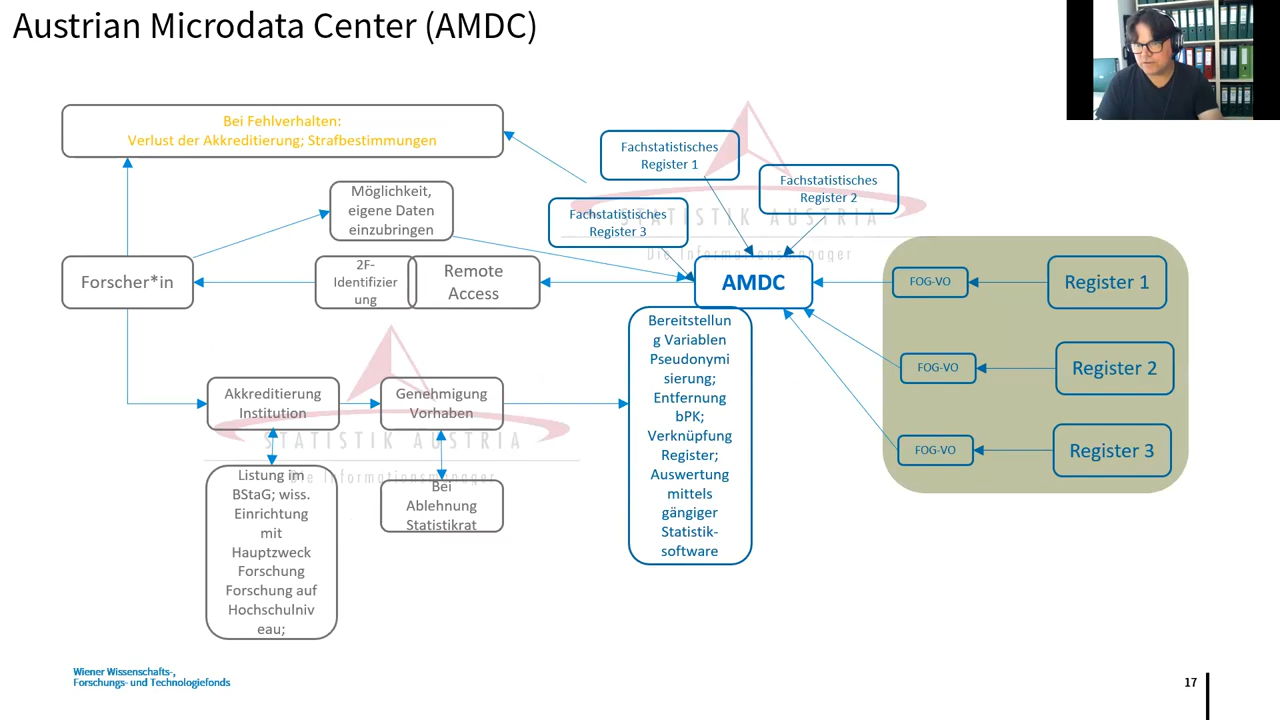 Austrian Microdata Center (AMDC)
Bei Fehlverhalten:
Verlust der Akkreditierung; Strafbestimmungen
Fachstatistisches
Register 1
Fachstatistisches
Register 2
Möglichkeit,
eigene Daten
einzubringen
Fachstatistisches
Register 3
STATISTIK AUSTRIA
Die Informationsmanager
Forscher*in
2F-
Identifizier
ung
Remote
Access
AMDC
FOG-VO
Register 1
FOG-VO
Register 2
FOG-VO
Register 3
Bereitstellun
g Variablen
Pseudonymi
sierung;
Entfernung
bPK;
Verknüpfung
Register;
Auswertung
mittels
gängiger
Statistik-
software
Akkreditierung
Institution
Genehmigung
Vorhaben
STATISTIK AUSTRIA
Die Informationsmanager
Listung im
BStaG; wiss.
Einrichtung
mit
Hauptzweck
Forschung
Forschung auf
Hochschulniv
eau;
Bei
Ablehnung
Statistikrat
Wiener Wissenschafts-,
Forschungs- und Technologiefonds
17